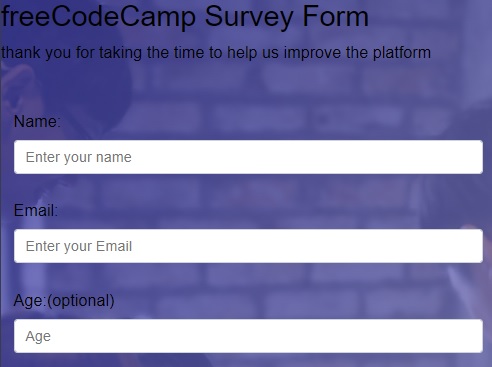 freeCodeCamp Survey Form
thank you for taking the time to help us improve the platform
Name:
Enter your name
Email:
Enter your Email
Age:(optional)
Age